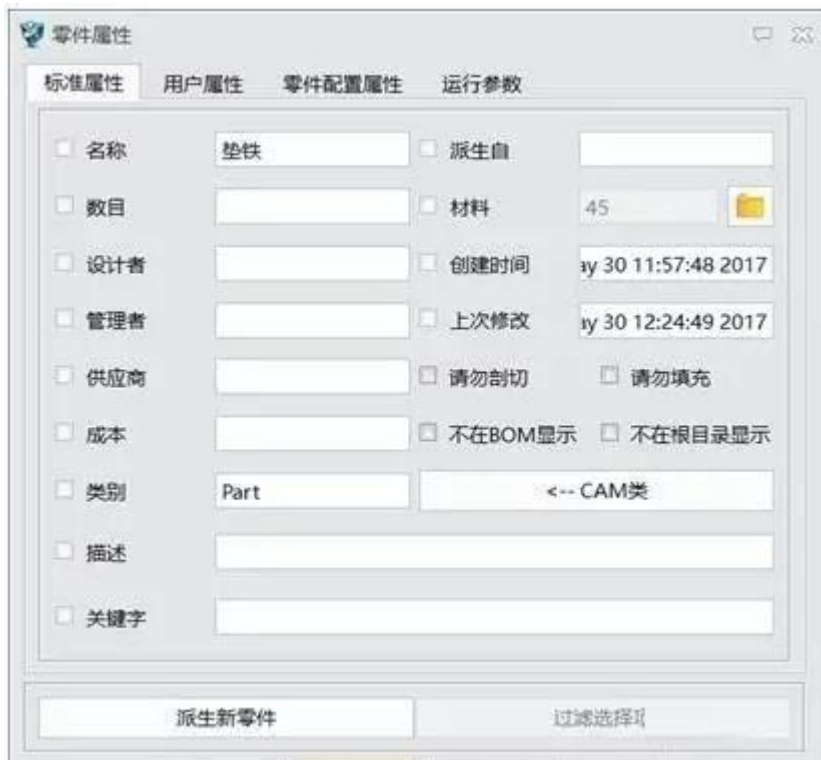 零件属性
标准属性 用户属性 零件配置属性 运行参数
名称 垫铁 派生自
数目 材料 45
设计者 创建时间 ay 30 11:57:48 2017
管理者 上次修改 ay 30 12:24:49 2017
供应商 请勿剖切 请勿填充
成本 不在BOM显示 不在根目录显示
类别 Part <-- CAM类
描述
关键字
派生新零件 过滤选择项